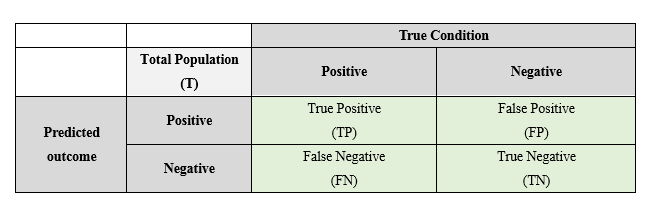 True Condition
Total Population
(T)
Positive
Negative
Predicted
outcome
Positive
True Positive
(TP)
False Positive
(FP)
Negative
False Negative
(FN)
True Negative
(TN)